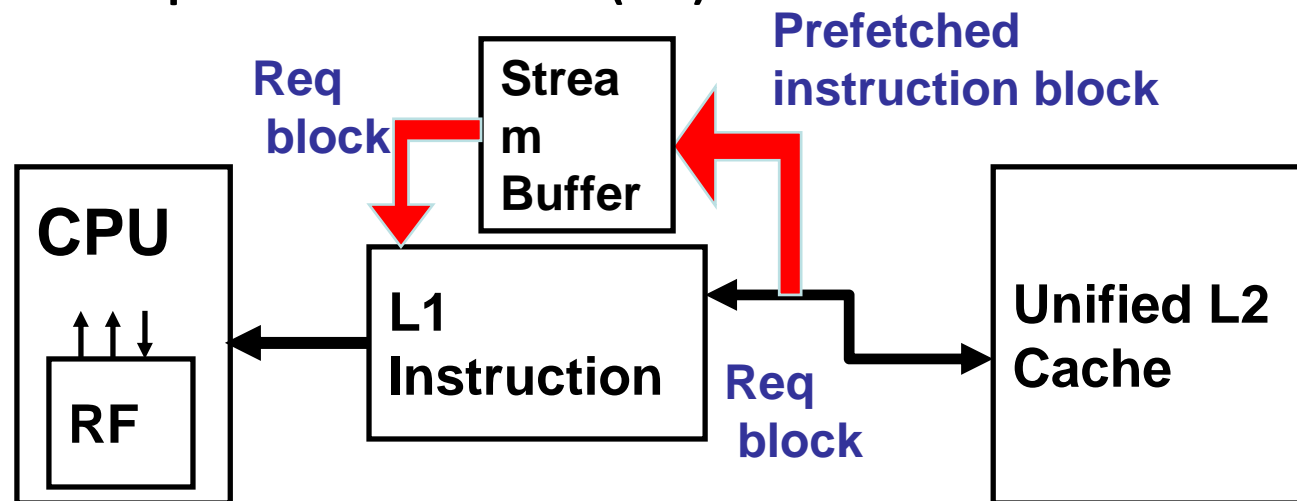 Prefetched
instruction block
Req
block
Strea
m
Buffer
CPU
RF
L1
Instruction
Req
block
Unified L2
Cache